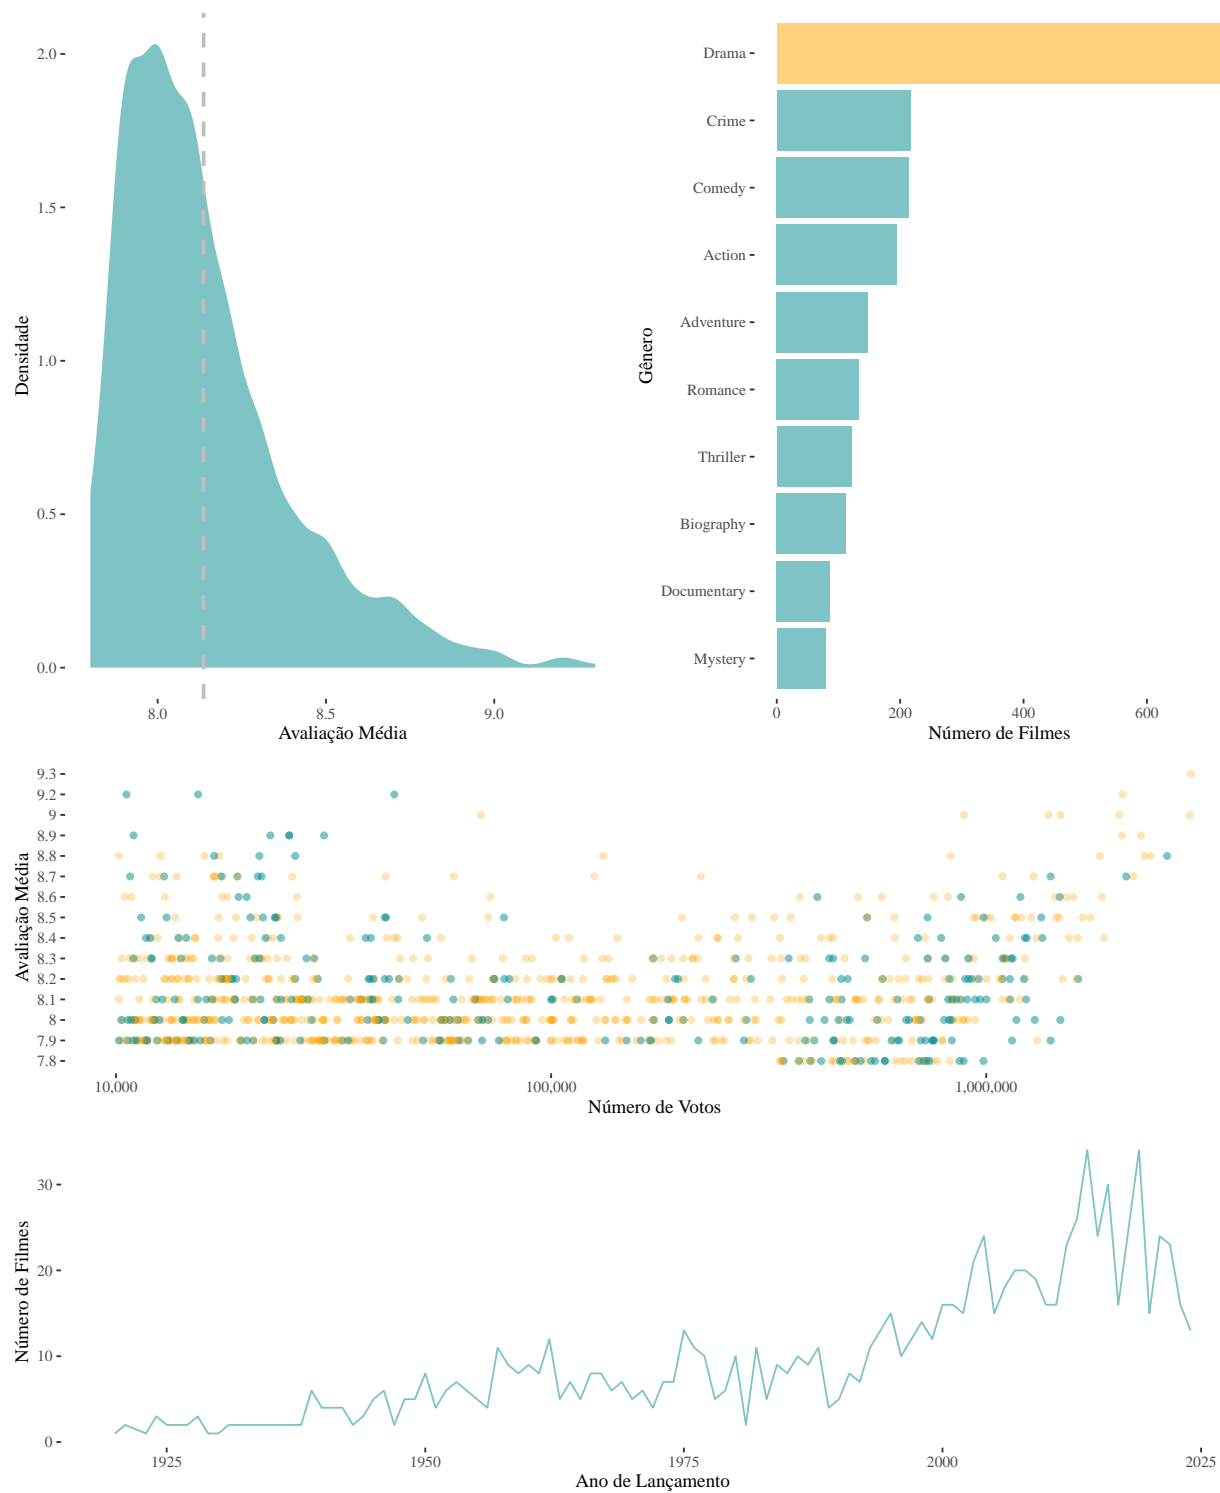 2.0
1.5
1.0
0.5
0.0
Densidade
8.0
8.5
9.0
Avaliação Média
Drama
Crime
Comedy
Action
Adventure
Romance
Thriller
Biography
Documentary
Mystery
Gênero
0
200
400
600
Número de Filmes
9.3
9.2
9
8.9
8.8
8.7
8.6
8.5
8.4
8.3
8.2
8.1
8
7.9
7.8
Avaliação Média
10,000
100,000
1,000,000
Número de Votos
30
20
10
0
Número de Filmes
1925
1950
1975
2000
2025
Ano de Lançamento